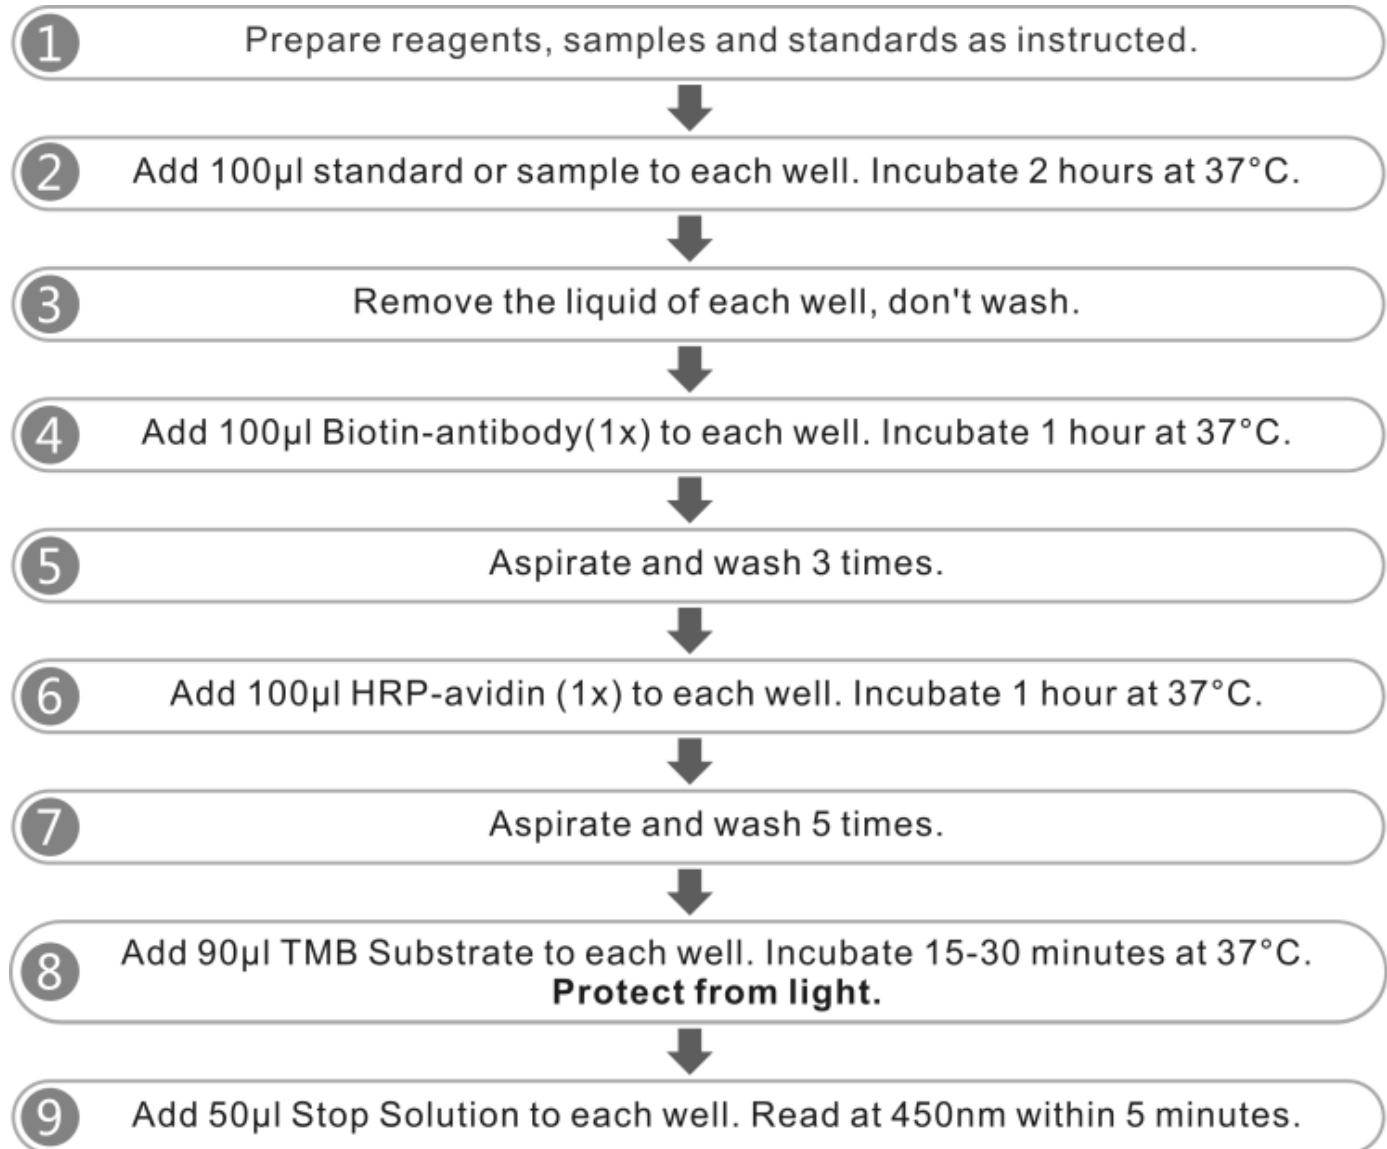 1
Prepare reagents, samples and standards as instructed.
2
Add 100μl standard or sample to each well. Incubate 2 hours at 37°C.
3
Remove the liquid of each well, don't wash.
4
Add 100μl Biotin-antibody(1x) to each well. Incubate 1 hour at 37°C.
5
Aspirate and wash 3 times.
6
Add 100μl HRP-avidin (1x) to each well. Incubate 1 hour at 37°C.
7
Aspirate and wash 5 times.
8
Add 90μl TMB Substrate to each well. Incubate 15-30 minutes at 37°C.
Protect from light.
9
Add 50μl Stop Solution to each well. Read at 450nm within 5 minutes.